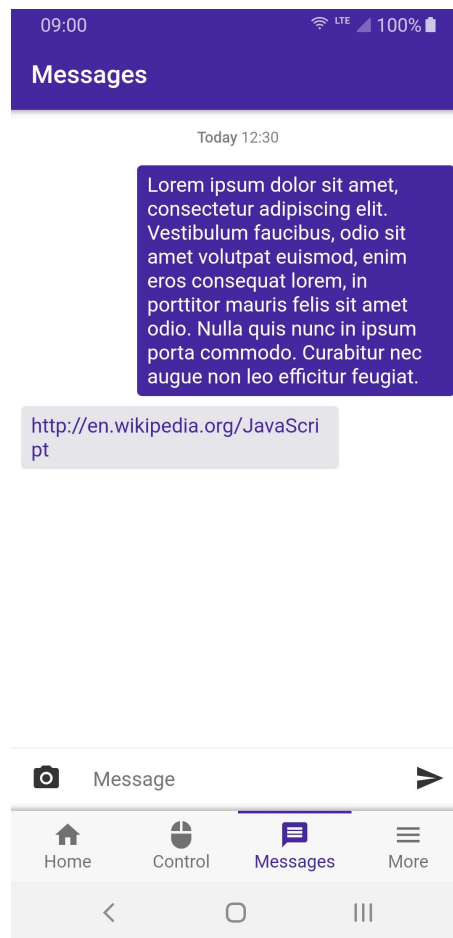 09:00 LTE 100%
Messages
Today 12:30
Lorem ipsum dolor sit amet,
consectetur adipiscing elit.
Vestibulum faucibus, odio sit
amet volutpat euismod, enim
eros consequat lorem, in
porttitor mauris felis sit amet
odio. Nulla quis nunc in ipsum
porta commodo. Curabitur nec
augue non leo efficitur feugiat.
http://en.wikipedia.org/JavaScri
pt
Message
Home Control Messages More